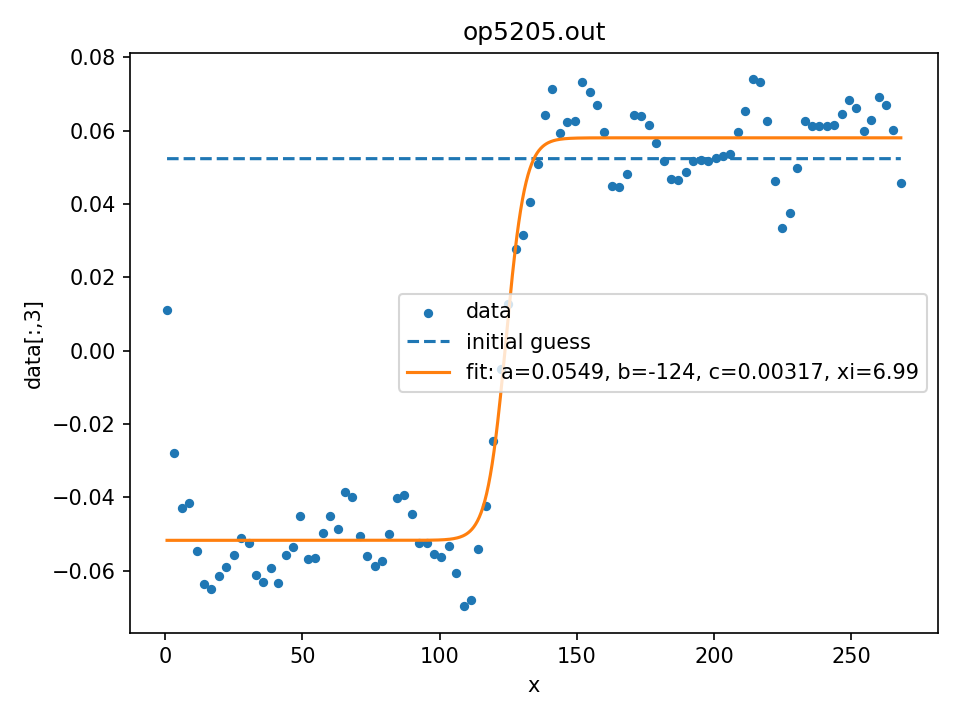 op5205.out
0.08
0.06
0.04
0.02
0.00
−0.02
−0.04
−0.06
data[:,3]
data
initial guess
fit: a=0.0549, b=-124, c=0.00317, xi=6.99
0
50
100
150
200
250
x